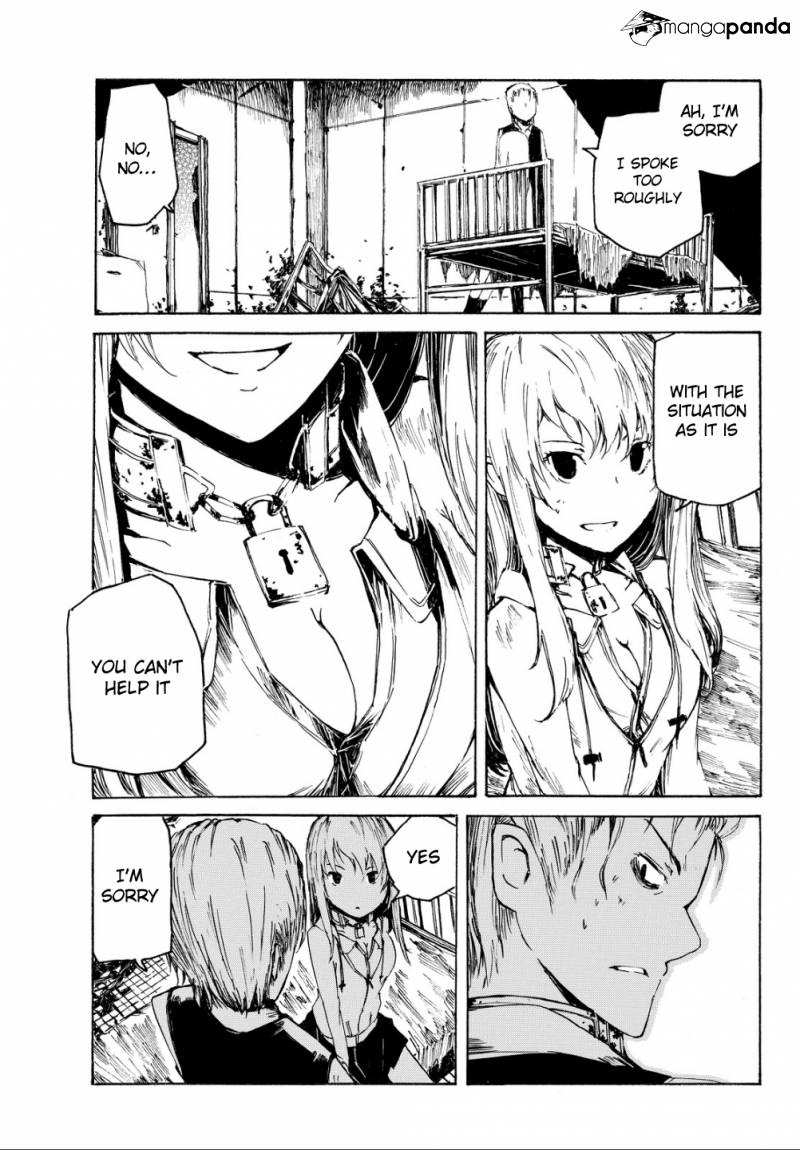 mangapanda
AH, I'M
SORRY
I SPOKE
TOO
ROUGHLY
NO,
NO...
WITH THE
SITUATION
AS IT IS
YOU CAN'T
HELP IT
YES
I'M
SORRY